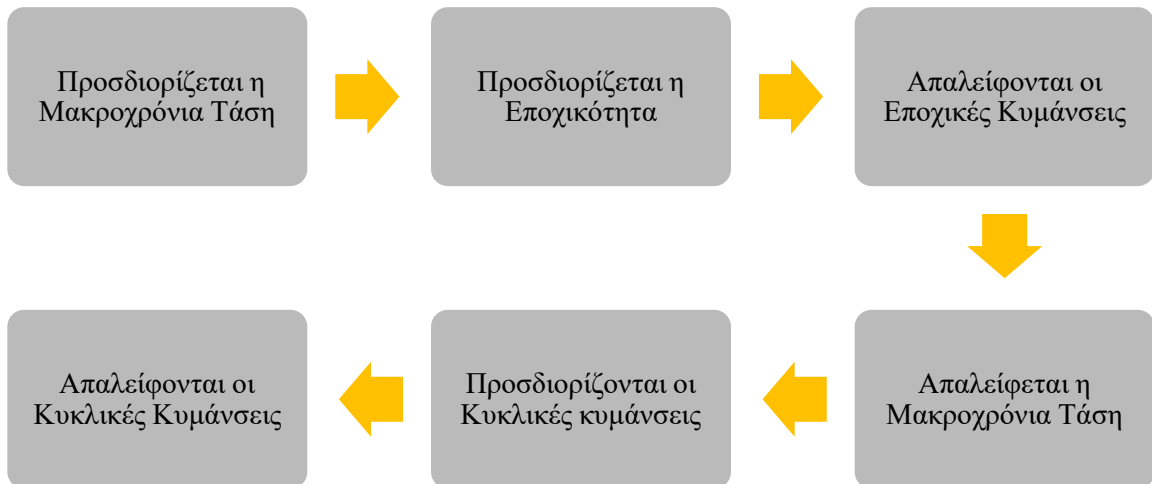 Προσδιορίζεται η
Μακροχρόνια Τάση
Προσδιορίζεται η
Εποχικότητα
Απαλείφονται οι
Εποχικές Κυμάνσεις
Απαλείφεται η
Μακροχρόνια Τάση
Προσδιορίζονται οι
Κυκλικές κυμάνσεις
Απαλείφονται οι
Κυκλικές Κυμάνσεις